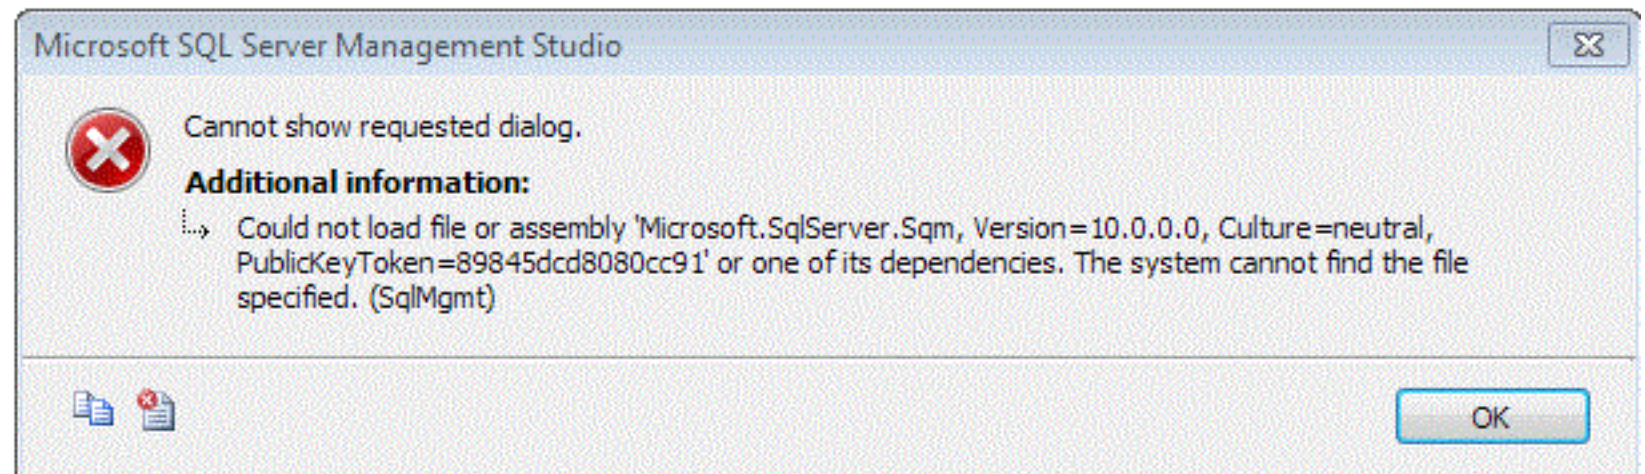 Microsoft SQL Server Management Studio
Cannot show requested dialog.
Additional information:
Could not load file or assembly 'Microsoft.SqlServer.Sqm, Version=10.0.0.0, Culture=neutral,
PublicKeyToken=89845dcd8080cc91' or one of its dependencies. The system cannot find the file
specified. (SqlMgmt)
OK